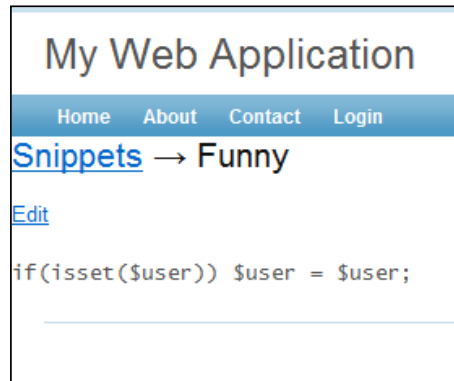 My Web Application
Home About Contact Login
Snippets → Funny
Edit
if(isset($user)) $user = $user;